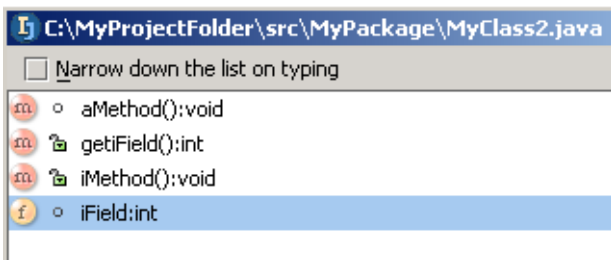 C:\MyProjectFolder\src\MyPackage\MyClass2.java
Narrow down the list on typing
m aMethod():void
m getiField():int
m iMethod():void
f iField:int